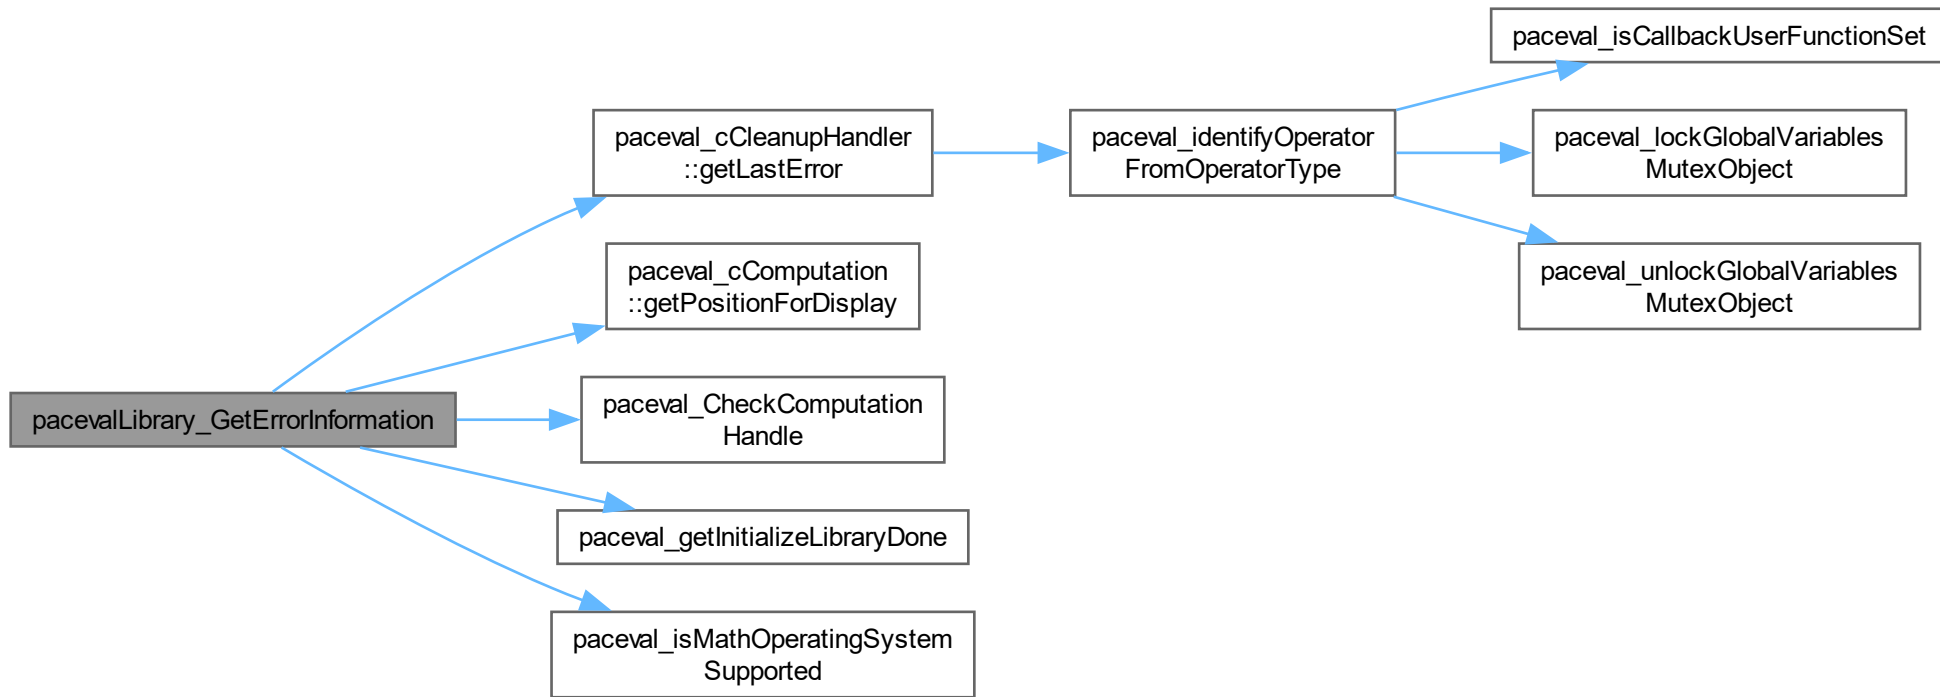 pacevalLibrary_GetErrorInformation
paceval_cCleanupHandler
::getLastError
paceval_cComputation
::getPositionForDisplay
paceval_CheckComputation
Handle
paceval_getInitializeLibraryDone
paceval_isMathOperatingSystem
Supported
paceval_identifyOperator
FromOperatorType
paceval_isCallbackUserFunctionSet
paceval_lockGlobalVariables
MutexObject
paceval_unlockGlobalVariables
MutexObject